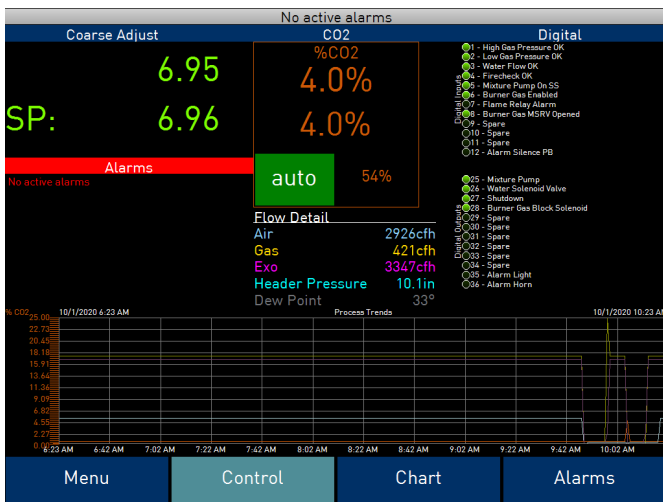 No active alarms
Coarse Adjust
6.95
SP: 6.96
Alarms
No active alarms
CO2
%CO2
4.0%
4.0%
auto 54%
Flow Detail
Air 2926cfh
Gas 421cfh
Exo 3347cfh
Header Pressure 10.1in
Dew Point 33°
Digital
Digital Inputs
1 - High Gas Pressure OK
2 - Low Gas Pressure OK
3 - Water Flow OK
4 - Firecheck OK
5 - Mixture Pump On SS
6 - Burner Gas Enabled
7 - Flame Relay Alarm
8 - Burner Gas MSRV Opened
9 - Spare
10 - Spare
11 - Spare
12 - Alarm Silence PB
Digital Outputs
25 - Mixture Pump
26 - Water Solenoid Valve
27 - Shutdown
28 - Burner Gas Block Solenoid
29 - Spare
30 - Spare
31 - Spare
32 - Spare
33 - Spare
34 - Spare
35 - Alarm Light
36 - Alarm Horn
% CO2
10/1/2020 6:23 AM Process Trends 10/1/2020 10:23 AM
25.00
22.73
20.45
18.18
15.91
13.64
11.36
9.09
6.82
4.55
2.27
0.00
6:23 AM 6:42 AM 7:02 AM 7:22 AM 7:42 AM 8:02 AM 8:22 AM 8:42 AM 9:02 AM 9:22 AM 9:42 AM 10:02 AM
Menu Control Chart Alarms